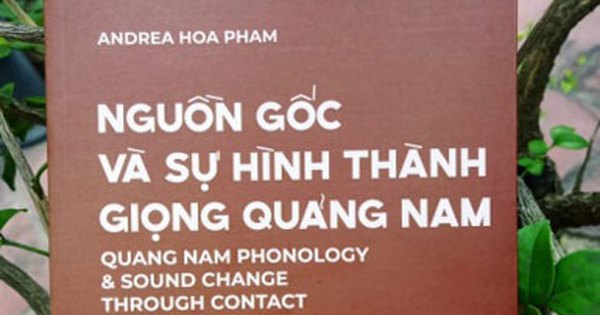 ANDREA HOA PHAM
NGUỒN GỐC
VÀ SỰ HÌNH THÀNH
GIỌNG QUẢNG NAM
QUANG NAM PHONOLOGY
& SOUND CHANGE
THROUGH CONTACT